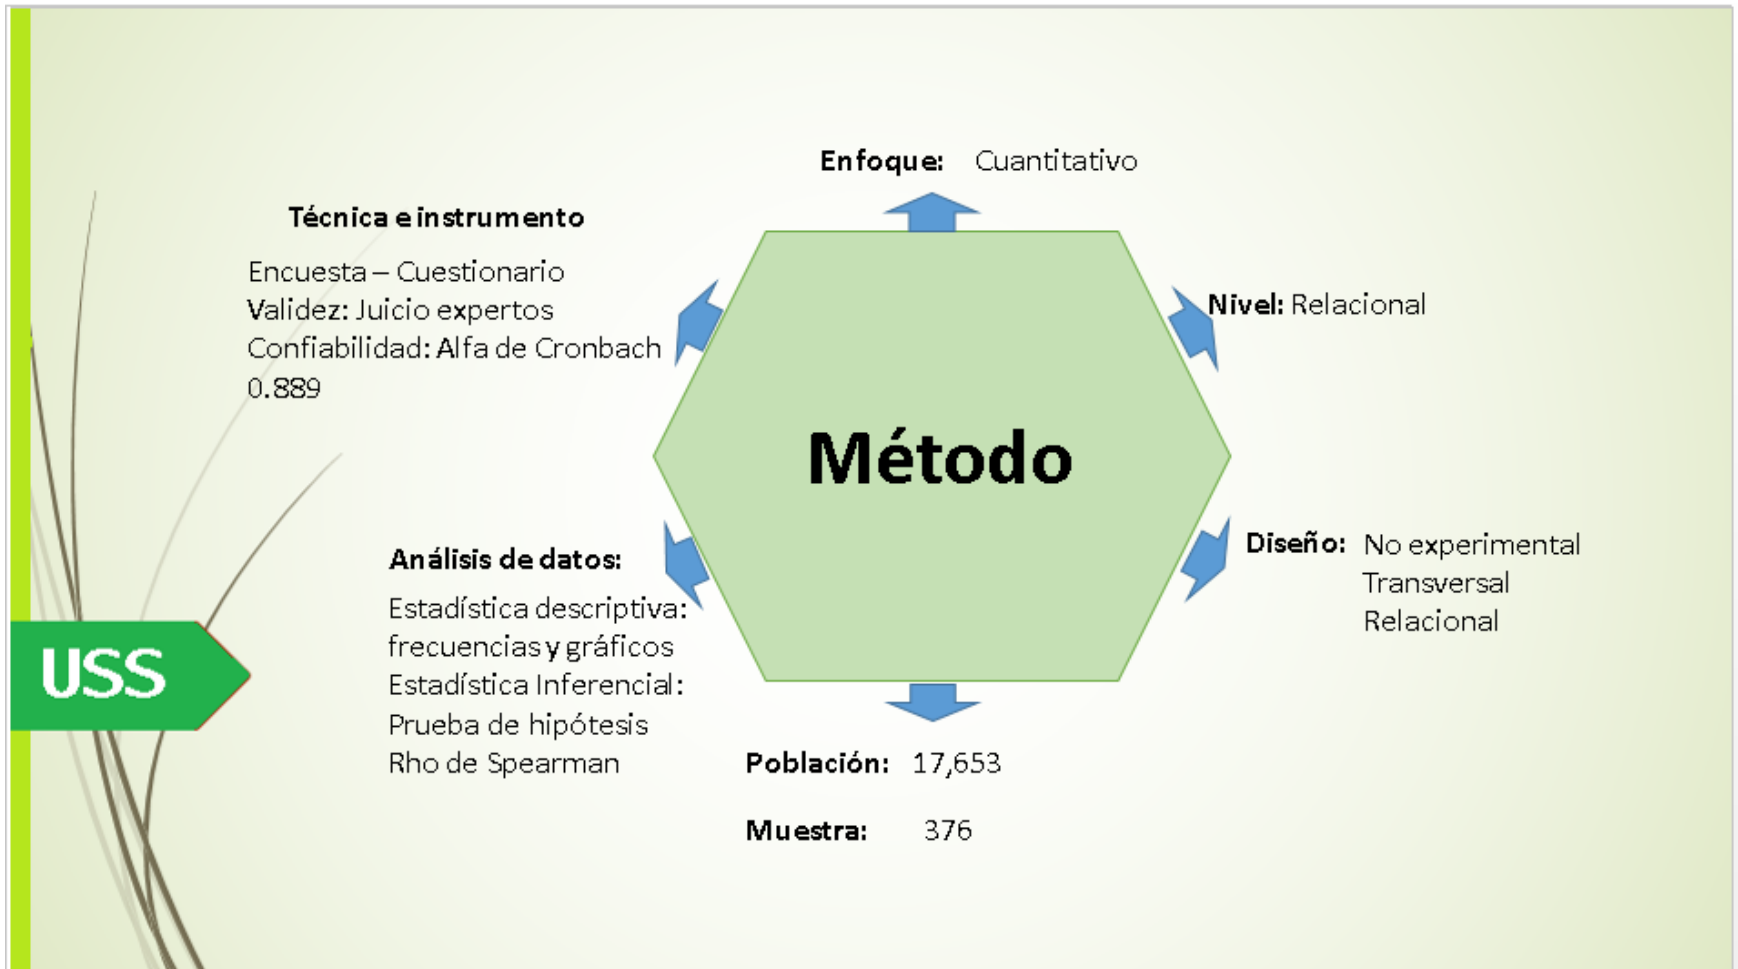 Enfoque: Cuantitativo
Técnica e instrumento
Encuesta – Cuestionario
Validez: Juicio expertos
Confiabilidad: Alfa de Cronbach
0.889
Nivel: Relacional
Método
Diseño: No experimental
Transversal
Relacional
Análisis de datos:
Estadística descriptiva:
frecuencias y gráficos
Estadística Inferencial:
Prueba de hipótesis
Rho de Spearman
USS
Población: 17,653
Muestra: 376